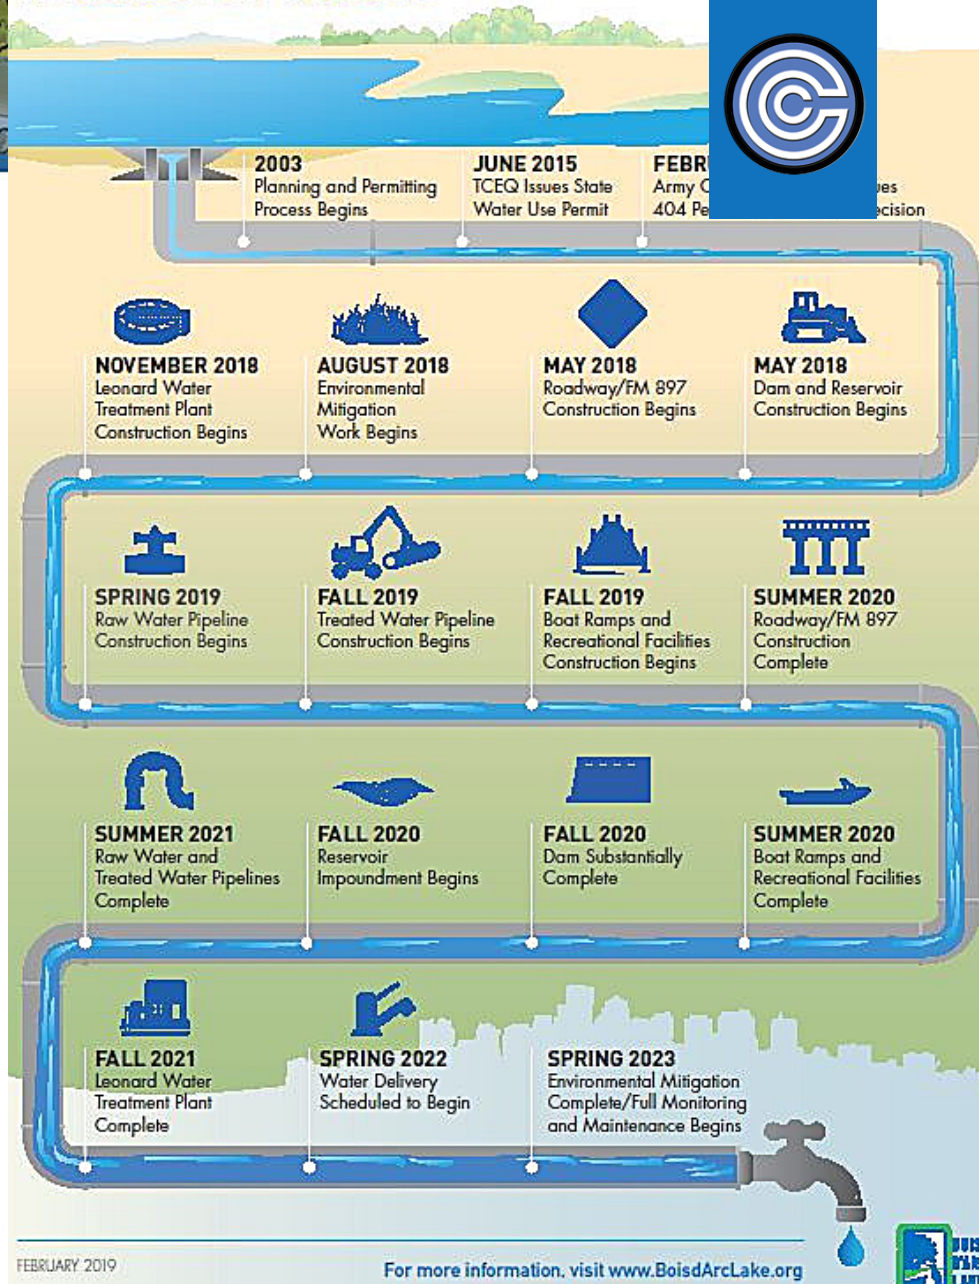 2003
Planning and Permitting
Process Begins
JUNE 2015
TCEQ Issues State
Water Use Permit
Army
404
NOVEMBER 2018
Leonard Water
Treatment Plant
Construction Begins
AUGUST 2018
Environmental
Mitigation
Work Begins
MAY 2018
Roadway/FM 897
Construction Begins
MAY 2018
Dam and Reservoir
Construction Begins
SPRING 2019
Raw Water Pipeline
Construction Begins
FALL 2019
Treated Water Pipeline
Construction Begins
FALL 2019
Boat Ramps and
Recreational Facilities
Construction Begins
SUMMER 2020
Roadway/FM 897
Construction
Complete
SUMMER 2021
Raw Water and
Treated Water Pipelines
Complete
FALL 2020
Reservoir
Impoundment Begins
FALL 2020
Dam Substantially
Complete
SUMMER 2020
Boat Ramps and
Recreational Facilities
Complete
FALL 2021
Leonard Water
Treatment Plant
Complete
SPRING 2022
Water Delivery
Scheduled to Begin
SPRING 2023
Environmental Mitigation
Complete/Full Monitoring
and Maintenance Begins
FEBRUARY 2019
For more information, visit www.BoisdArcLake.org